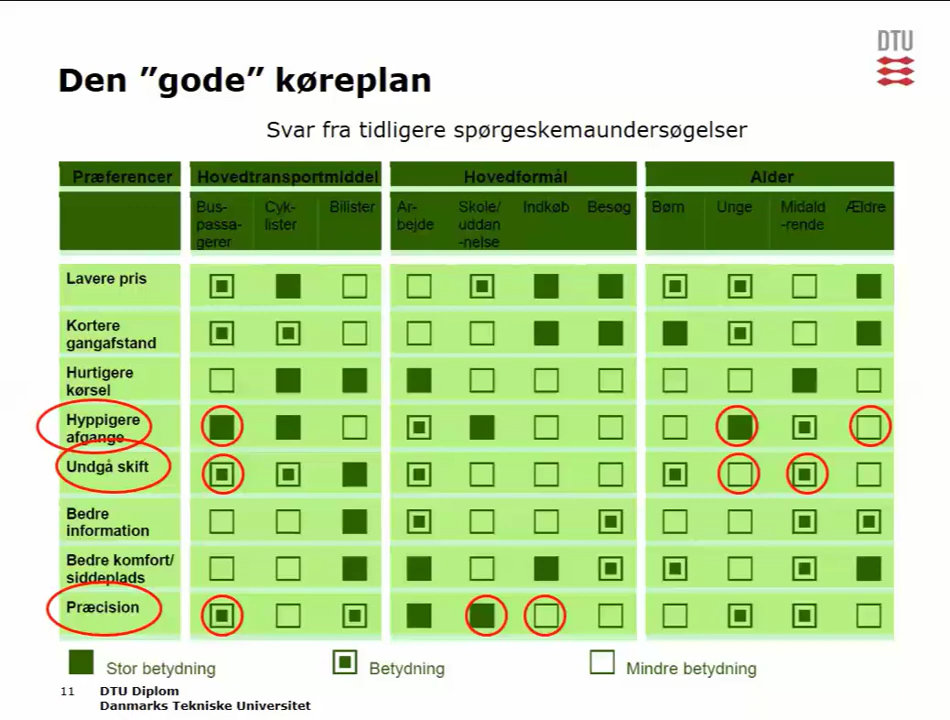 DTU
Den ”gode” køreplan
Svar fra tidligere spørgeskemaundersøgelser
Præferencer
Hovedtransportmiddel
Hovedformål
Alder
Bus-
passa-
gerer
Cyk-
lister
Bilister
Ar-
bejde
Skole/
uddan
-nelse
Indkøb
Besøg
Børn
Unge
Midald
-rende
Ældre
Lavere pris
Kortere
gangafstand
Hurtigere
kørsel
Hyppigere
afgange
Undgå skift
Bedre
information
Bedre komfort/
siddeplads
Præcision
Stor betydning
Betydning
Mindre betydning
11 DTU Diplom
Danmarks Tekniske Universitet